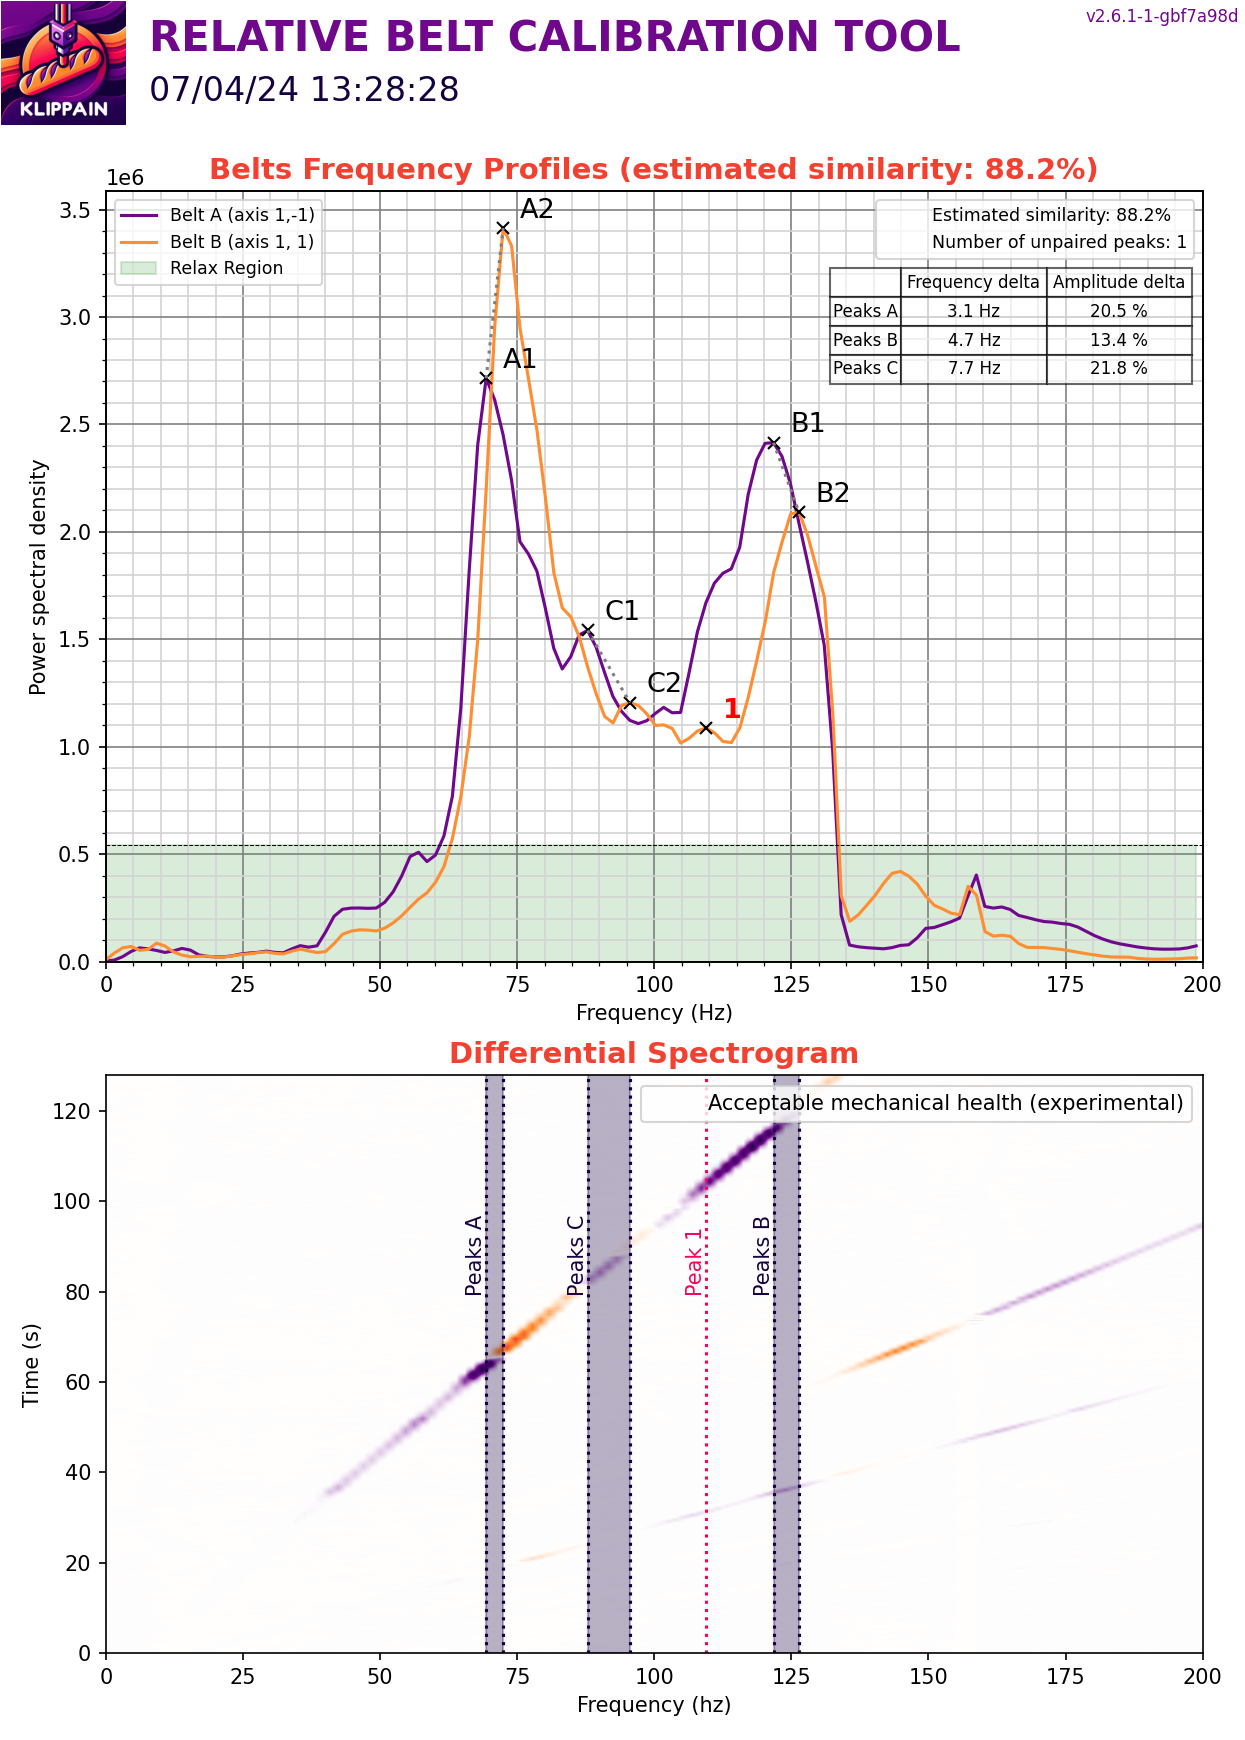 KLIPPAIN
RELATIVE BELT CALIBRATION TOOL
v2.6.1-1-gbf7a98d
07/04/24 13:28:28
Belts Frequency Profiles (estimated similarity: 88.2%)
1e6
Belt A (axis 1,-1)
Belt B (axis 1, 1)
Relax Region
Estimated similarity: 88.2%
Number of unpaired peaks: 1
Frequency delta Amplitude delta
Peaks A 3.1 Hz 20.5 %
Peaks B 4.7 Hz 13.4 %
Peaks C 7.7 Hz 21.8 %
A2
A1
B1
B2
C1
C2
1
Power spectral density
3.5
3.0
2.5
2.0
1.5
1.0
0.5
0.0
0 25 50 75 100 125 150 175 200
Frequency (Hz)
Differential Spectrogram
Acceptable mechanical health (experimental)
Peaks A
Peaks C
Peak 1
Peaks B
Time (s)
120
100
80
60
40
20
0
0 25 50 75 100 125 150 175 200
Frequency (hz)